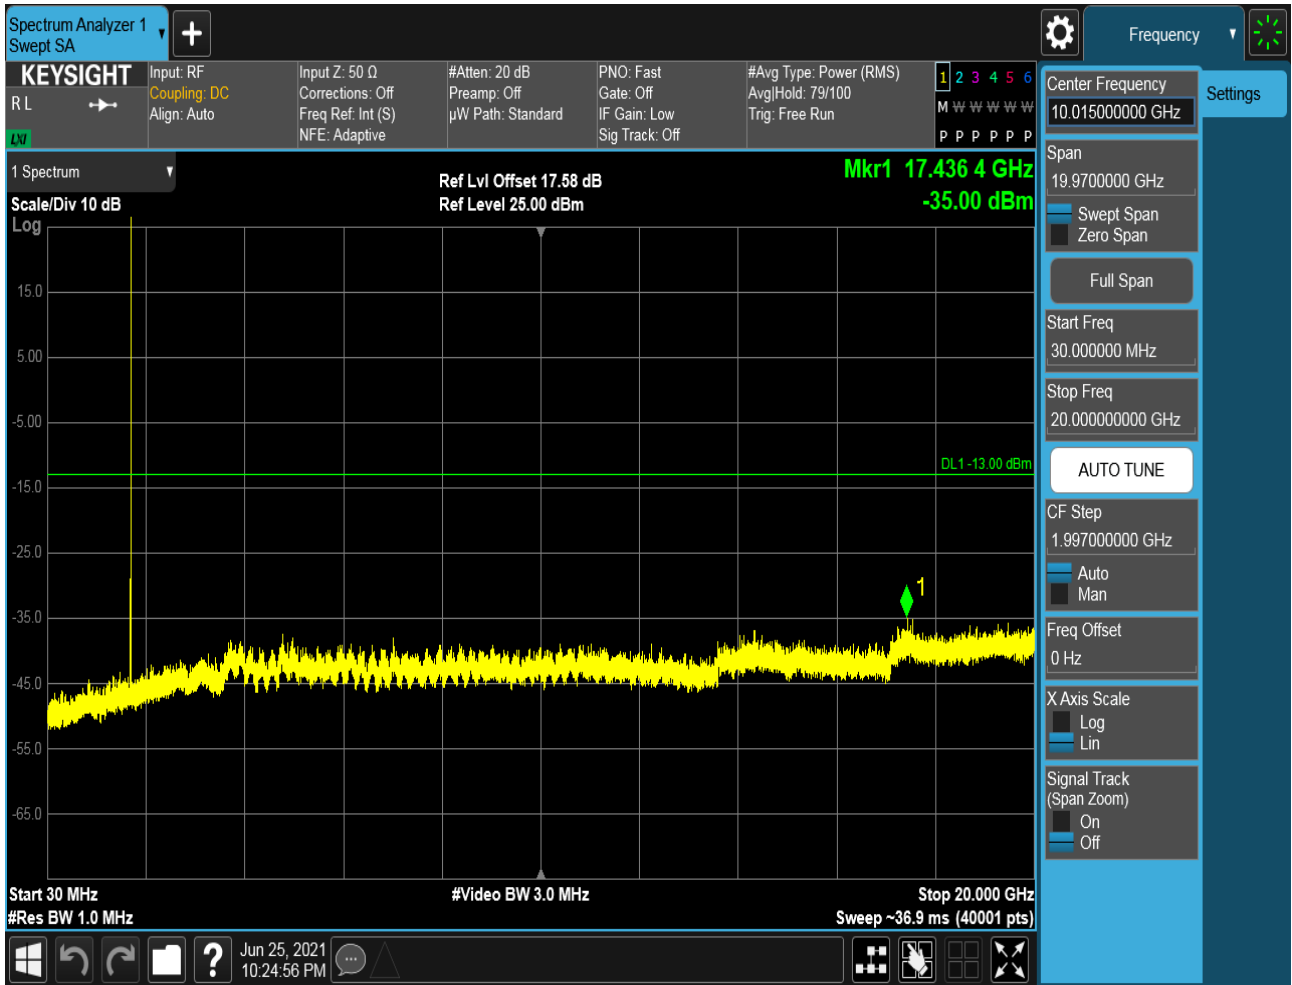 Spectrum Analyzer 1
Swept SA
Frequency
KEYSIGHT
R L
LXI
Input: RF
Coupling: DC
Align: Auto
Input Z: 50 Ω
Corrections: Off
Freq Ref: Int (S)
NFE: Adaptive
#Atten: 20 dB
Preamp: Off
µW Path: Standard
PNO: Fast
Gate: Off
IF Gain: Low
Sig Track: Off
#Avg Type: Power (RMS)
Avg|Hold: 79/100
Trig: Free Run
1 2 3 4 5 6
M W W W W W
P P P P P P
1 Spectrum
Scale/Div 10 dB
Log
Ref Lvl Offset 17.58 dB
Ref Level 25.00 dBm
Mkr1 17.436 4 GHz
-35.00 dBm
15.0
5.00
-5.00
-15.0
-25.0
-35.0
-45.0
-55.0
-65.0
DL1 -13.00 dBm
1
Start 30 MHz
#Res BW 1.0 MHz
#Video BW 3.0 MHz
Stop 20.000 GHz
Sweep ~36.9 ms (40001 pts)
?
Jun 25, 2021
10:24:56 PM
Center Frequency
10.015000000 GHz
Settings
Span
19.9700000 GHz
Swept Span
Zero Span
Full Span
Start Freq
30.000000 MHz
Stop Freq
20.000000000 GHz
AUTO TUNE
CF Step
1.997000000 GHz
Auto
Man
Freq Offset
0 Hz
X Axis Scale
Log
Lin
Signal Track
(Span Zoom)
On
Off